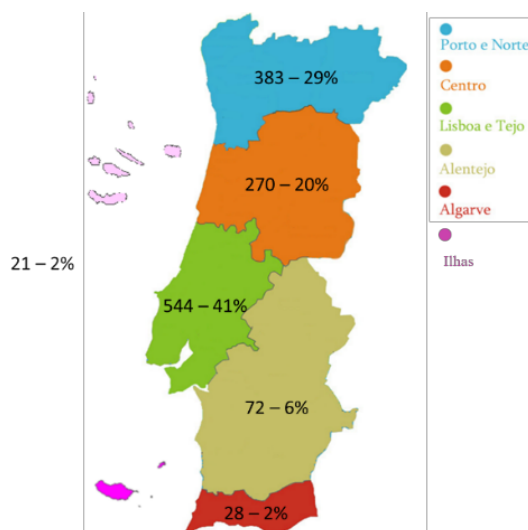 383 – 29%
270 – 20%
21 – 2%
544 – 41%
72 – 6%
28 – 2%
Porto e Norte
Centro
Lisboa e Tejo
Alentejo
Algarve
Ilhas